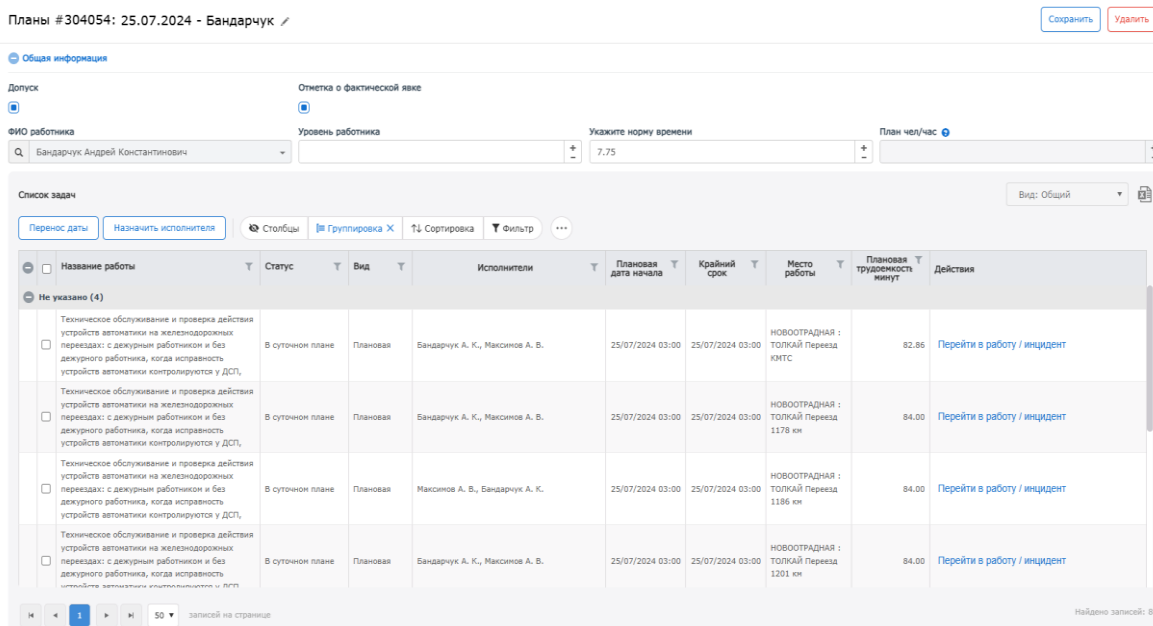 Планы #304054: 25.07.2024 - Бандарчук
Сохранить
Удалить
Общая информация
Допуск
Отметка о фактической явке
ФИО работника
Уровень работника
Укажите норму времени
План чел/час
Бандарчук Андрей Константинович
7.75
Список задач
Вид: Общий
Перенос даты
Назначить исполнителя
Столбцы
Группировка
Сортировка
Фильтр
Название работы
Статус
Вид
Исполнители
Плановая
дата начала
Крайний
срок
Место
работы
Плановая
трудоемкость
минут
Действия
Не указано (4)
Техническое обслуживание и проверка действия
устройств автоматики на железнодорожных
переездах: с дежурным работником и без
дежурного работника, когда исправность
устройств автоматики контролируются у ДСП,
В суточном плане
Плановая
Бандарчук А. К., Максимов А. В.
25/07/2024 03:00
25/07/2024 03:00
НОВООТРАДНАЯ :
ТОЛКАЙ Переезд
КМТС
82.86
Перейти в работу / инцидент
Техническое обслуживание и проверка действия
устройств автоматики на железнодорожных
переездах: с дежурным работником и без
дежурного работника, когда исправность
устройств автоматики контролируются у ДСП,
В суточном плане
Плановая
Бандарчук А. К., Максимов А. В.
25/07/2024 03:00
25/07/2024 03:00
НОВООТРАДНАЯ :
ТОЛКАЙ Переезд
1178 км
84.00
Перейти в работу / инцидент
Техническое обслуживание и проверка действия
устройств автоматики на железнодорожных
переездах: с дежурным работником и без
дежурного работника, когда исправность
устройств автоматики контролируются у ДСП,
В суточном плане
Плановая
Максимов А. В., Бандарчук А. К.
25/07/2024 03:00
25/07/2024 03:00
НОВООТРАДНАЯ :
ТОЛКАЙ Переезд
1186 км
84.00
Перейти в работу / инцидент
Техническое обслуживание и проверка действия
устройств автоматики на железнодорожных
переездах: с дежурным работником и без
дежурного работника, когда исправность
устройств автоматики контролируются у ДСП
В суточном плане
Плановая
Бандарчук А. К., Максимов А. В.
25/07/2024 03:00
25/07/2024 03:00
НОВООТРАДНАЯ :
ТОЛКАЙ Переезд
1201 км
84.00
Перейти в работу / инцидент
1
50
записей на странице
Найдено записей: 8